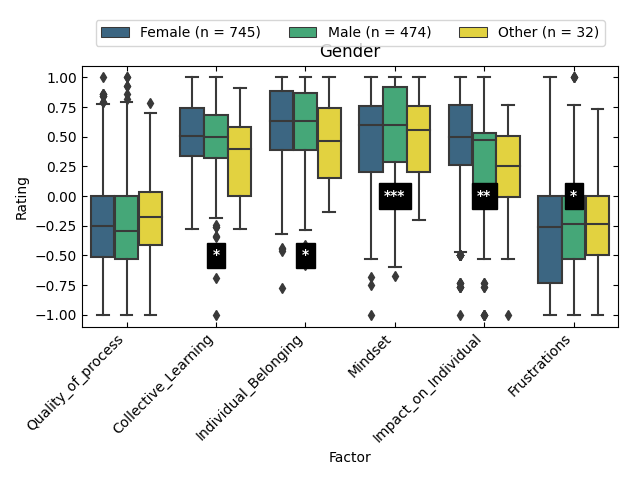 Female (n = 745) Male (n = 474) Other (n = 32)
Gender
1.00
0.75
0.50
0.25
0.00
−0.25
−0.50
−0.75
−1.00
Rating
*
*
***
**
*
Quality_of_process
Collective_Learning
Individual_Belonging
Mindset
Impact_on_Individual
Frustrations
Factor